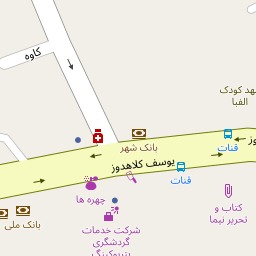 کاوه
هد کودک
الفبا
بانک شهر
قنات
یوسف کلاهدوز
قنات
چهره ها
کتاب و
تحریر نیما
بانک ملی
شرکت خدمات
گردشگری